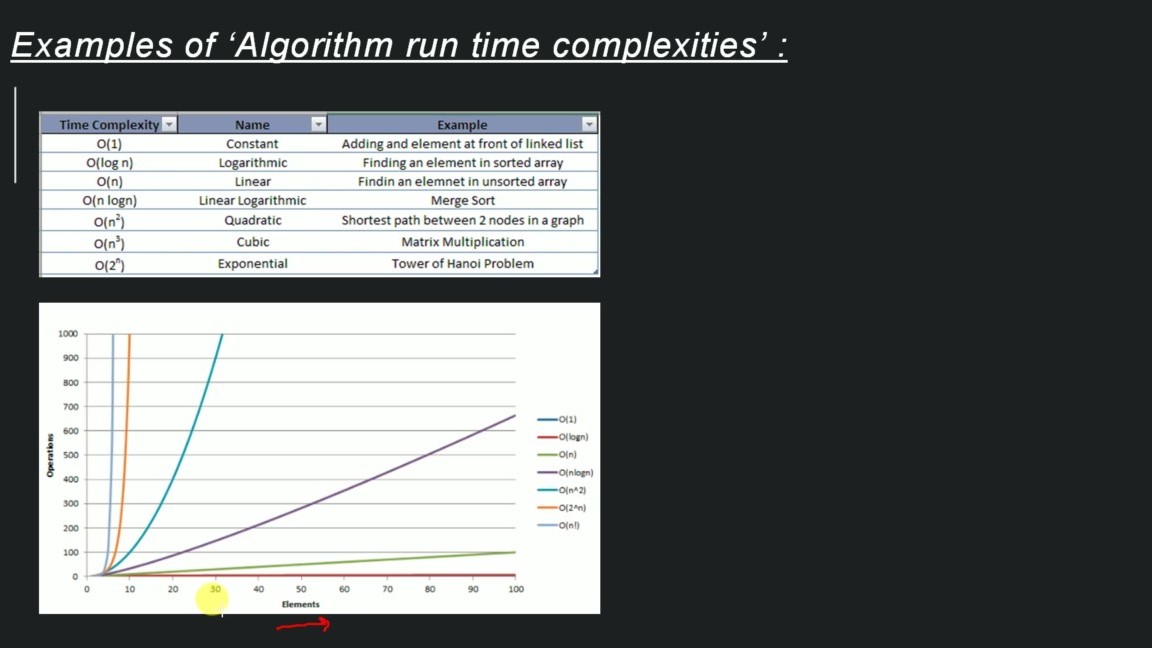 Examples of ‘Algorithm run time complexities’ :
Time Complexity Name Example
O(1) Constant Adding and element at front of linked list
O(log n) Logarithmic Finding an element in sorted array
O(n) Linear Findin an elemnet in unsorted array
O(n logn) Linear Logarithmic Merge Sort
O(n²) Quadratic Shortest path between 2 nodes in a graph
O(n³) Cubic Matrix Multiplication
O(2ⁿ) Exponential Tower of Hanoi Problem
1000
900
800
700
600
500
400
300
200
100
0
Operations
0 10 20 30 40 50 60 70 80 90 100
Elements
O(1)
O(logn)
O(n)
O(nlogn)
O(n^2)
O(2^n)
O(n!)